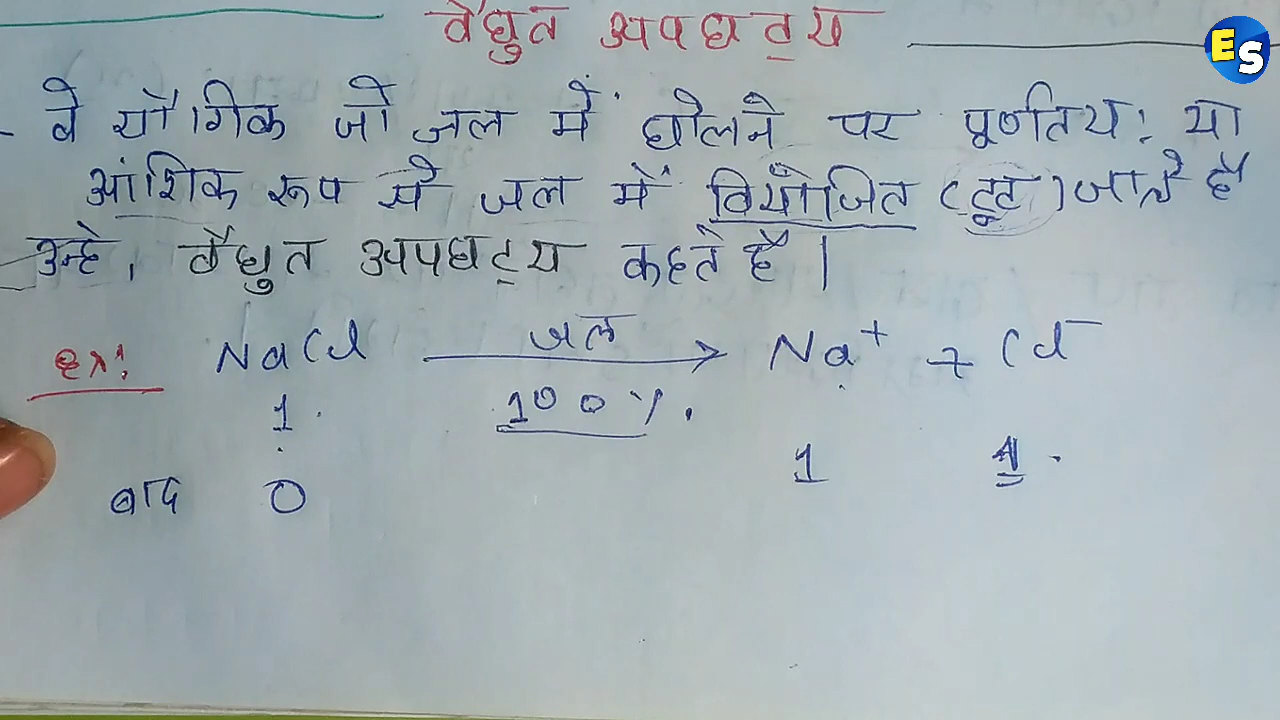 वैद्युत अपघट्य
ES
- वे यौगिक जो जल में घोलने पर पूर्णतियः या
आंशिक रूप से जल में वियोजित (टूट) जाते है
उन्हे, वैद्युत अपघट्य कहते है।
ex: NaCl जल Na⁺ + Cl⁻
1 100%
1 1
बाद 0